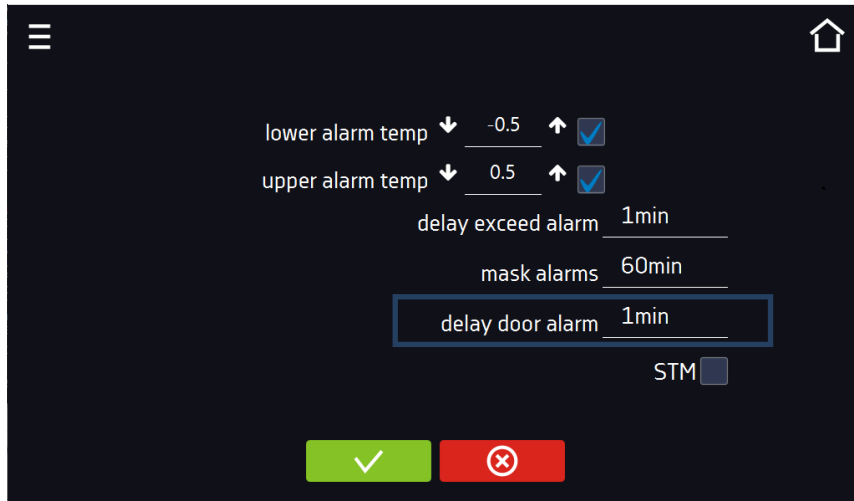 lower alarm temp -0.5
upper alarm temp 0.5
delay exceed alarm 1min
mask alarms 60min
delay door alarm 1min
STM